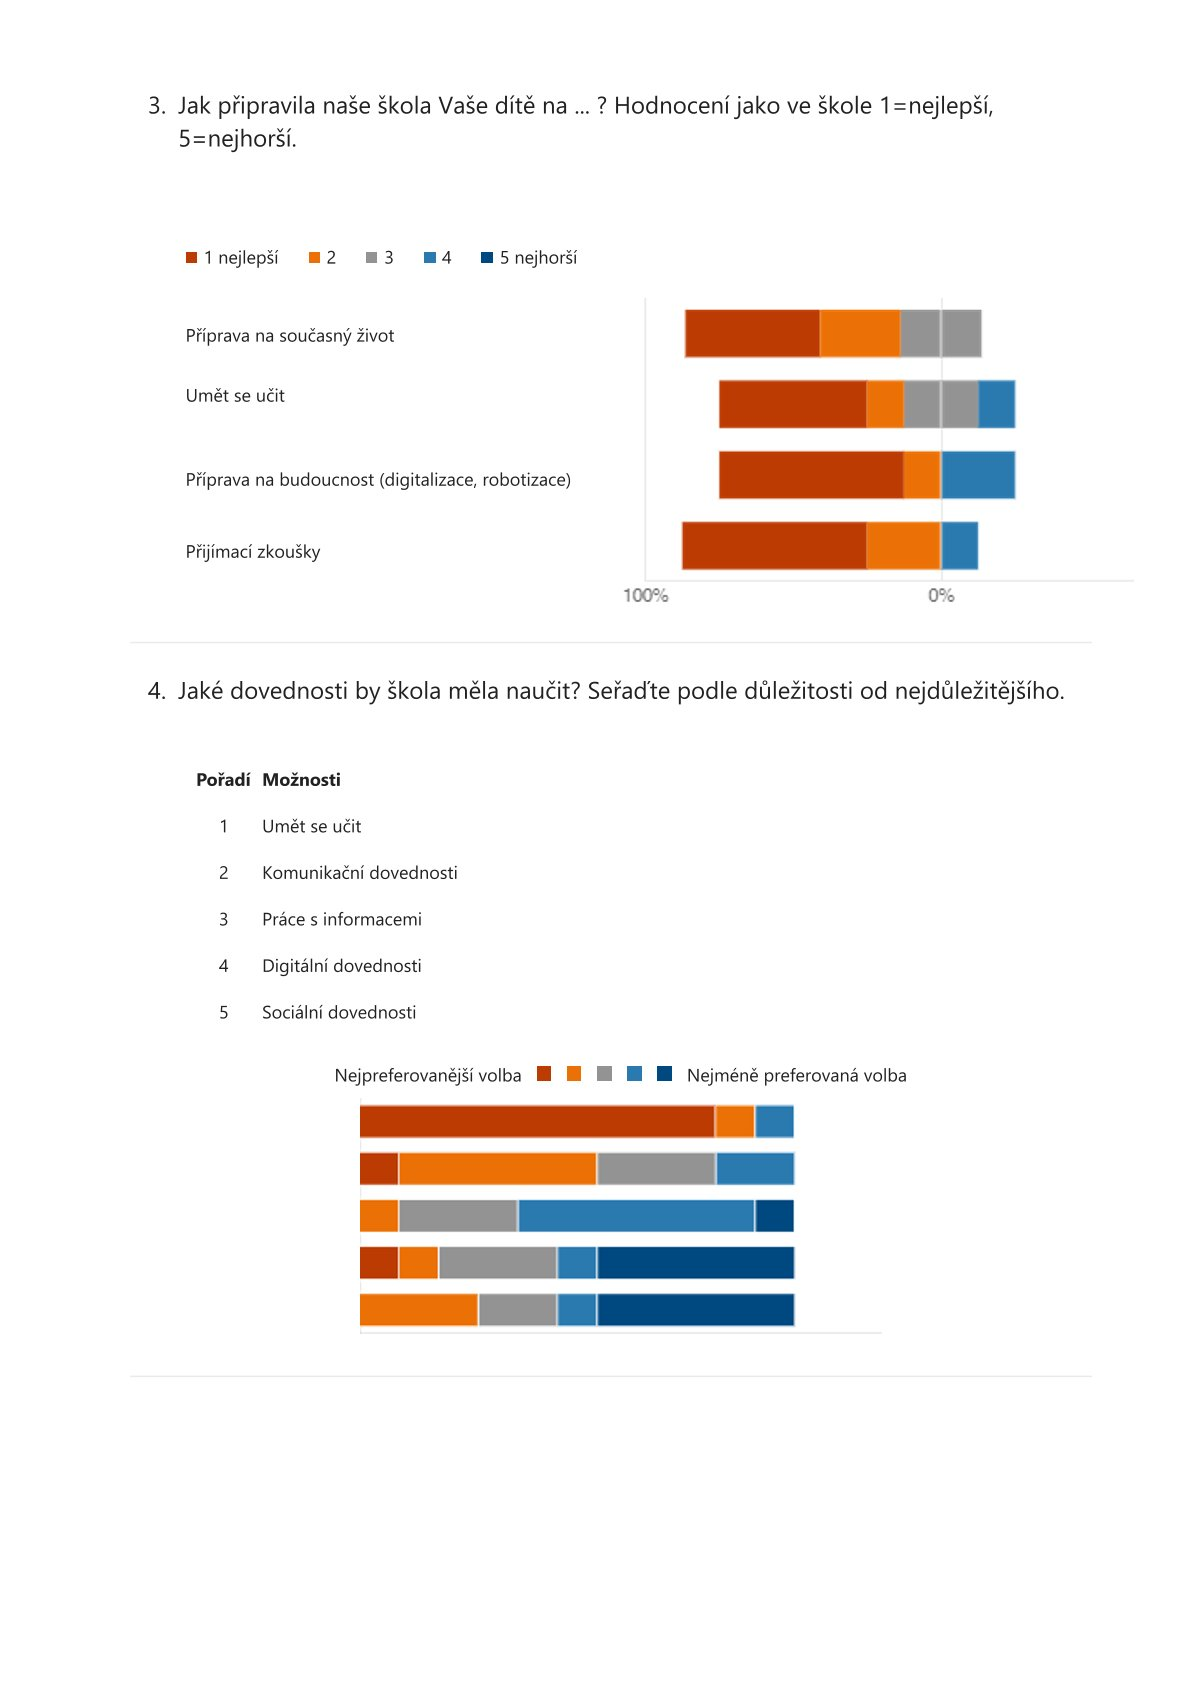 3. Jak připravila naše škola Vaše dítě na ... ? Hodnocení jako ve škole 1=nejlepší,
5=nejhorší.
1 nejlepší 2 3 4 5 nejhorší
Příprava na současný život
Umět se učit
Příprava na budoucnost (digitalizace, robotizace)
Přijímací zkoušky
100% 0%
4. Jaké dovednosti by škola měla naučit? Seřaďte podle důležitosti od nejdůležitějšího.
Pořadí Možnosti
1 Umět se učit
2 Komunikační dovednosti
3 Práce s informacemi
4 Digitální dovednosti
5 Sociální dovednosti
Nejpreferovanější volba Nejméně preferovaná volba